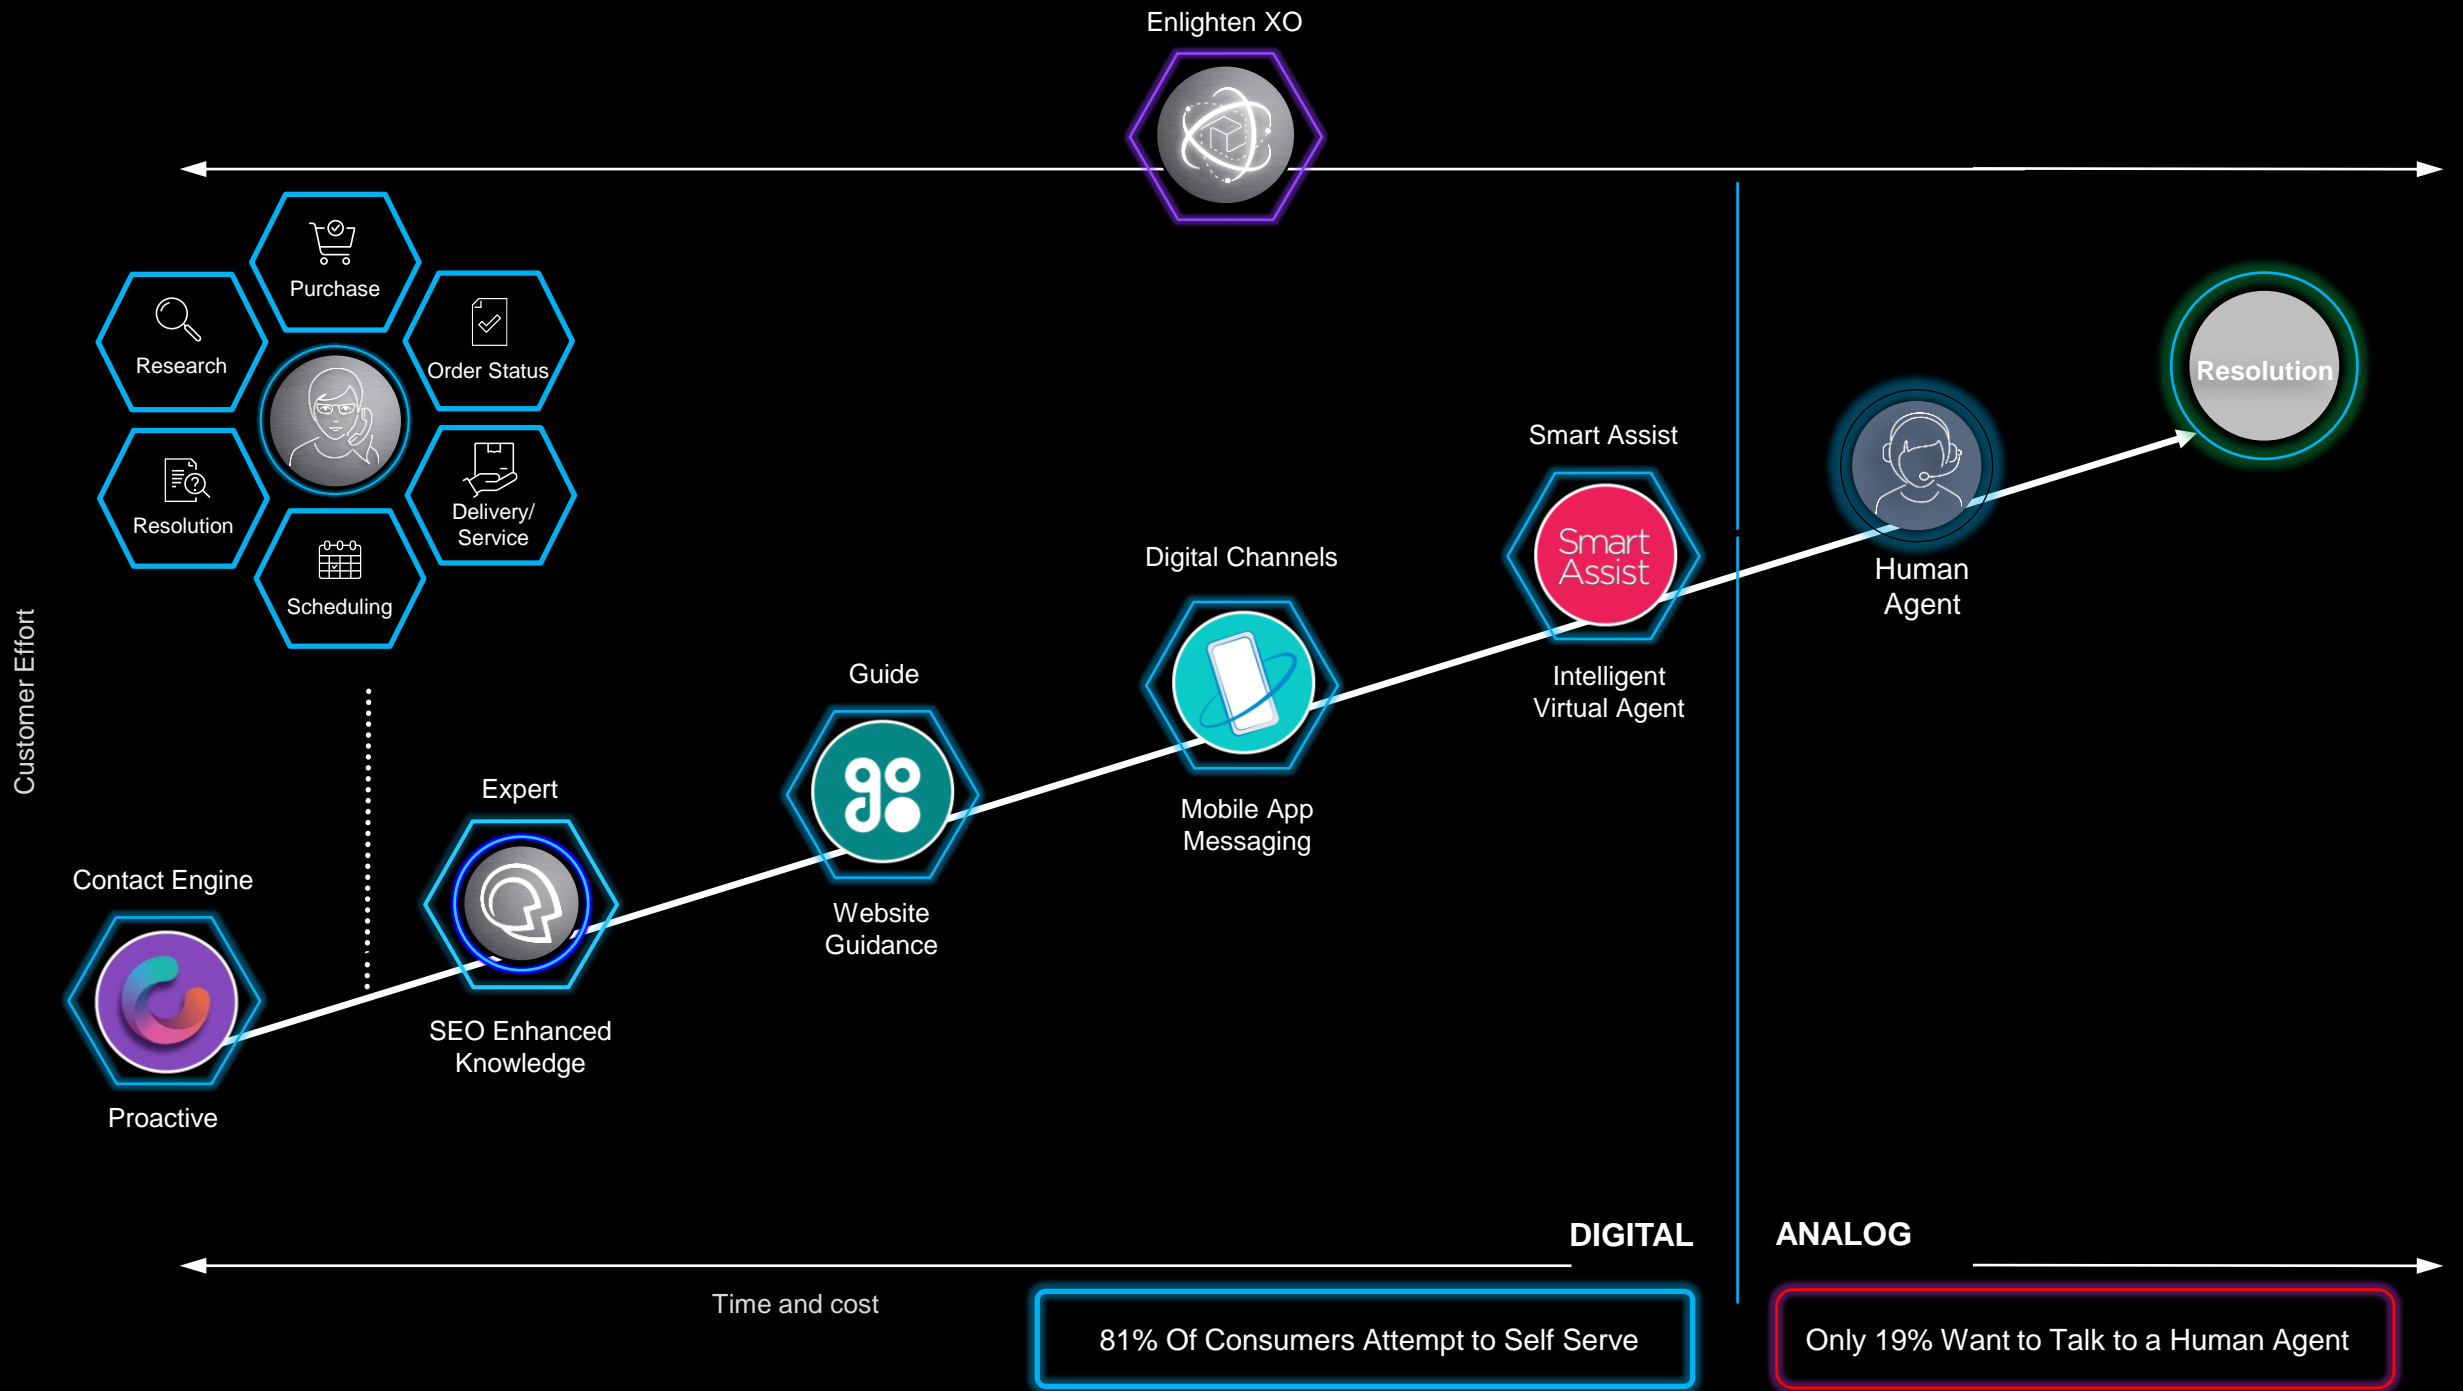 Enlighten XO
Purchase
Research
Order Status
Resolution
Delivery/
Service
Scheduling
Resolution
Human
Agent
Smart Assist
Smart
Assist
Intelligent
Virtual Agent
Digital Channels
Mobile App
Messaging
Guide
go
Website
Guidance
Expert
SEO Enhanced
Knowledge
Contact Engine
Proactive
Customer Effort
DIGITAL
ANALOG
Time and cost
81% Of Consumers Attempt to Self Serve
Only 19% Want to Talk to a Human Agent